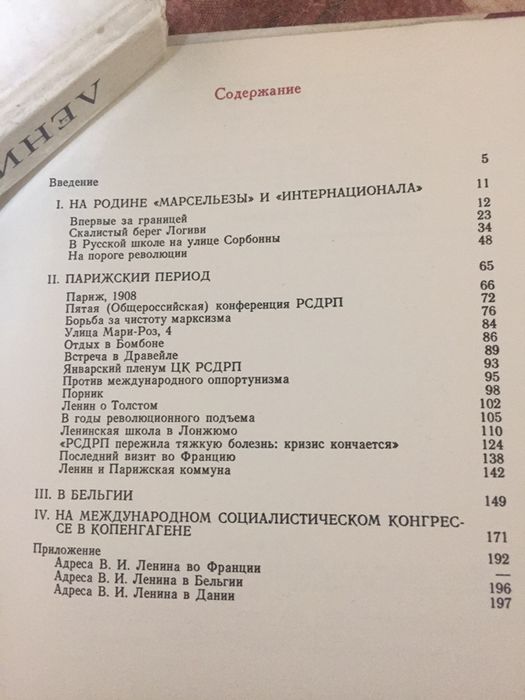 ЛЕНИ
Содержание
Введение 5
I. НА РОДИНЕ «МАРСЕЛЬЕЗЫ» И «ИНТЕРНАЦИОНАЛА» 11
Впервые за границей 12
Скалистый берег Логиви 23
В Русской школе на улице Сорбонны 34
На пороге революции 48
II. ПАРИЖСКИЙ ПЕРИОД 65
Париж, 1908 66
Пятая (Общероссийская) конференция РСДРП 72
Борьба за чистоту марксизма 76
Улица Мари-Роз, 4 84
Отдых в Бомбоне 86
Встреча в Дравейле 89
Январский пленум ЦК РСДРП 93
Против международного оппортунизма 95
Порник 98
Ленин о Толстом 102
В годы революционного подъема 105
Ленинская школа в Лонжюмо 110
«РСДРП пережила тяжкую болезнь: кризис кончается» 124
Последний визит во Францию 138
Ленин и Парижская коммуна 142
III. В БЕЛЬГИИ 149
IV. НА МЕЖДУНАРОДНОМ СОЦИАЛИСТИЧЕСКОМ КОНГРЕС-
СЕ В КОПЕНГАГЕНЕ 171
Приложение 192
Адреса В. И. Ленина во Франции —
Адреса В. И. Ленина в Бельгии 196
Адреса В. И. Ленина в Дании 197